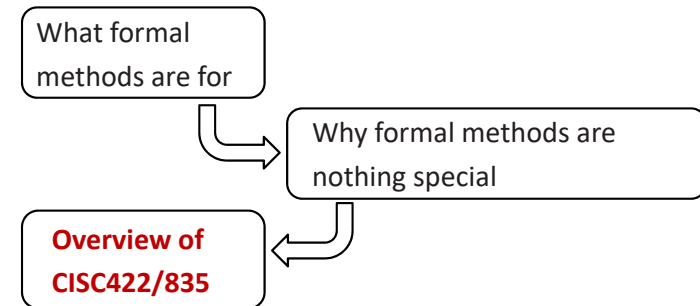 What formal
methods are for
Why formal methods are
nothing special
Overview of
CISC422/835